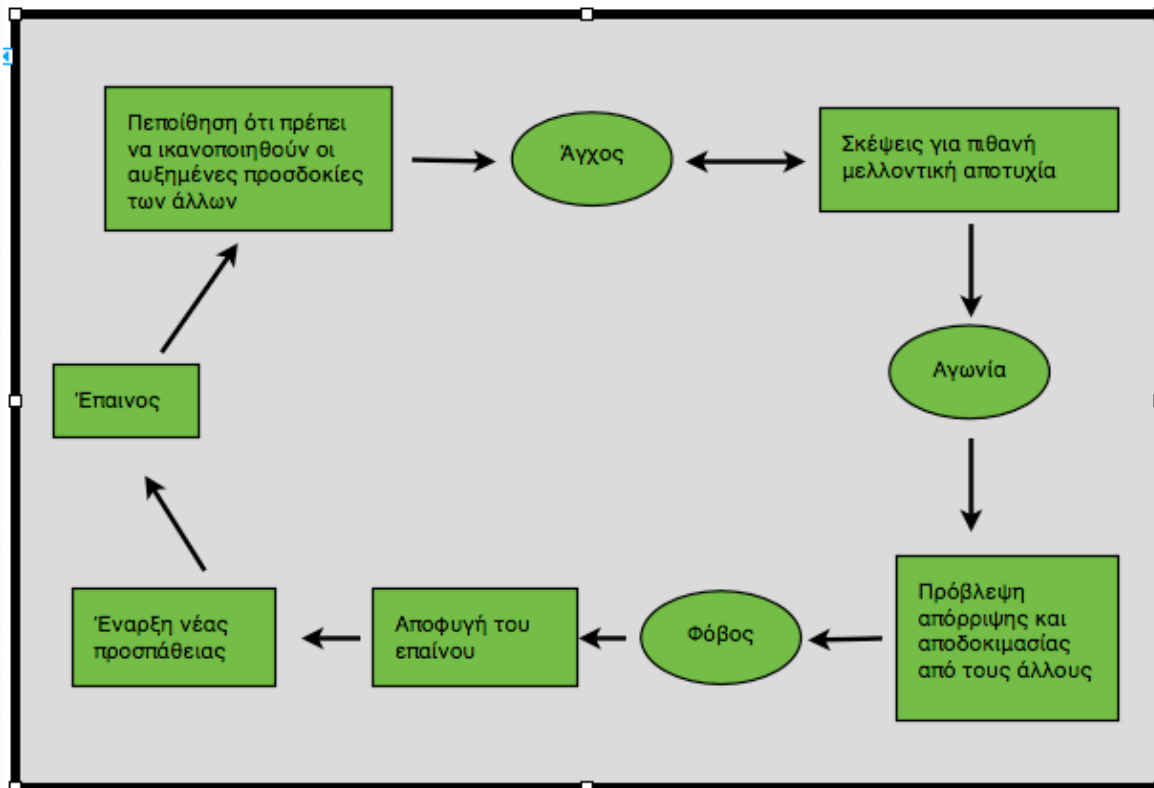 Πεποίθηση ότι πρέπει
να ικανοποιηθούν οι
αυξημένες προσδοκίες
των άλλων
Άγχος
Σκέψεις για πιθανή
μελλοντική αποτυχία
Αγωνία
Πρόβλεψη
απόρριψης και
αποδοκιμασίας
από τους άλλους
Φόβος
Αποφυγή του
επαίνου
Έναρξη νέας
προσπάθειας
Έπαινος